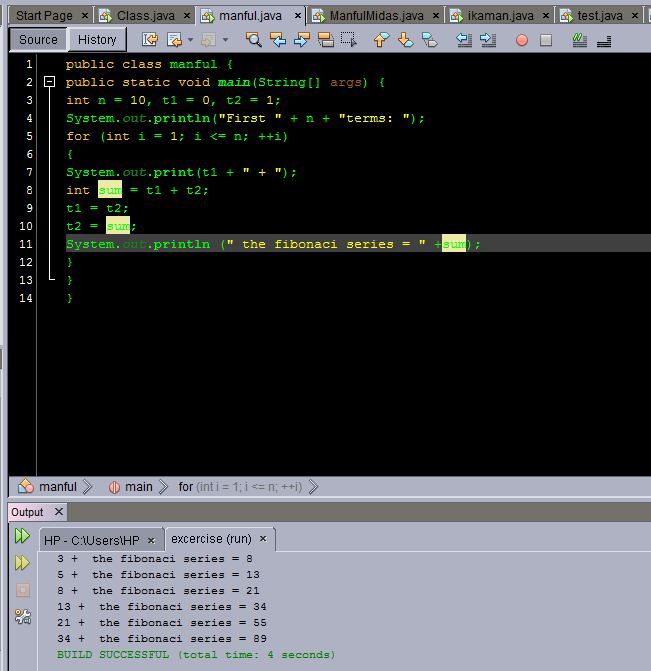 Start Page × Class.java × manful.java × ManfulMidas.java × ikaman.java × test.java ×
Source History
1 public class manful {
2 public static void main(String[] args) {
3 int n = 10, t1 = 0, t2 = 1;
4 System.out.println("First " + n + "terms: ");
5 for (int i = 1; i <= n; ++i)
6 {
7 System.out.print(t1 + " + ");
8 int sum = t1 + t2;
9 t1 = t2;
10 t2 = sum;
11 System.out.println (" the fibonaci series = " +sum);
12 }
13 }
14 }
manful main for (int i = 1; i <= n; ++i)
Output ×
HP - C:\Users\HP × excercise (run) ×
3 +  the fibonaci series = 8
5 +  the fibonaci series = 13
8 +  the fibonaci series = 21
13 +  the fibonaci series = 34
21 +  the fibonaci series = 55
34 +  the fibonaci series = 89
BUILD SUCCESSFUL (total time: 4 seconds)